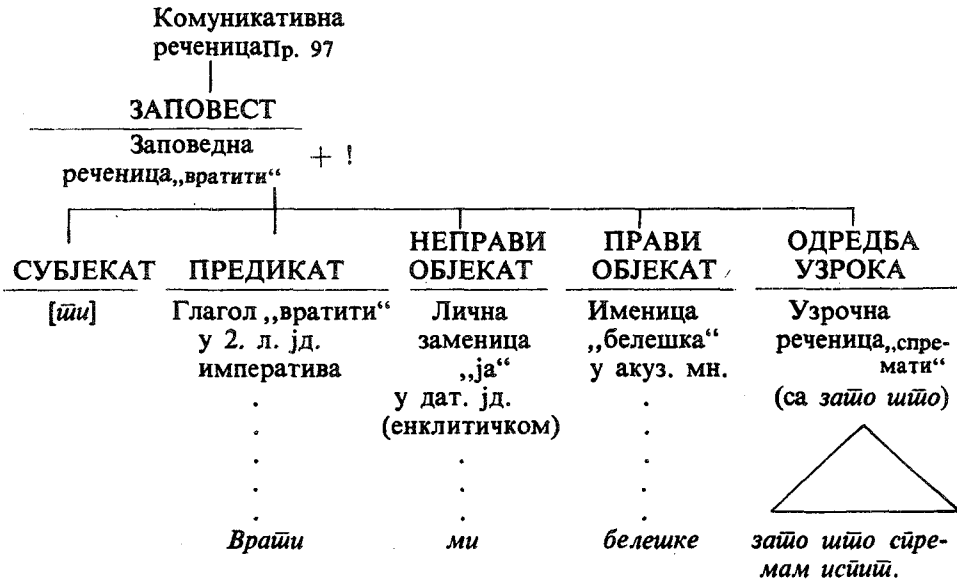 Комуникативна
реченицаПр. 97
ЗАПОВЕСТ
Заповедна
реченица„вратити“
+ !
СУБЈЕКАТ
[ти]
ПРЕДИКАТ
Глагол „вратити“
у 2. л. јд.
императива
Врати
НЕПРАВИ
ОБЈЕКАТ
Лична
заменица
„ја“
у дат. јд.
(енклитичком)
ми
ПРАВИ
ОБЈЕКАТ
Именица
„белешка“
у акуз. мн.
белешке
ОДРЕДБА
УЗРОКА
Узрочна
реченица„спре-
мати“
(са зато што)
зато што спре-
мам испит.